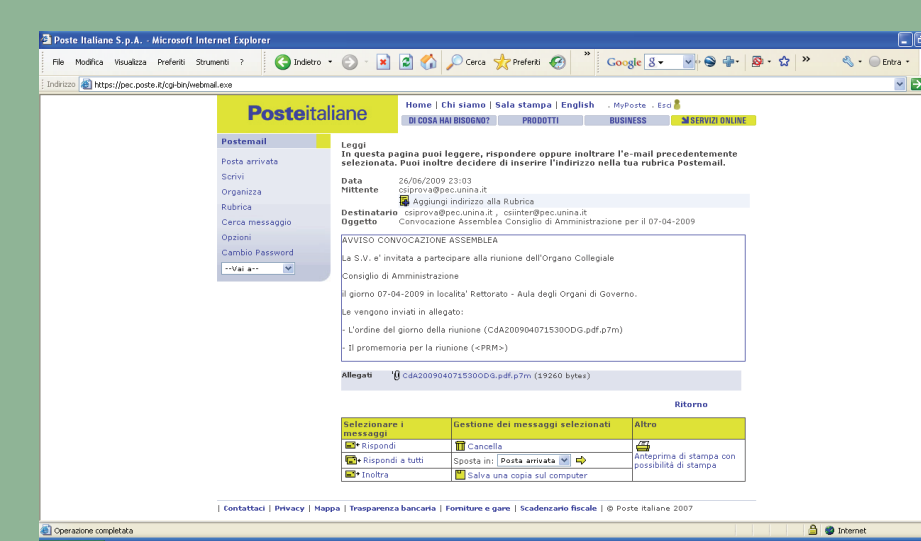 Poste Italiane S.p.A. - Microsoft Internet Explorer
File Modifica Visualizza Preferiti Strumenti ? Indietro Cerca Preferiti » Google Entra
Indirizzo https://pec.poste.it/cgi-bin/webmail.exe
Posteitaliane
Home | Chi siamo | Sala stampa | English . MyPoste . Esci
DI COSA HAI BISOGNO? PRODOTTI BUSINESS SERVIZI ONLINE
Postemail
Posta arrivata
Scrivi
Organizza
Rubrica
Cerca messaggio
Opzioni
Cambio Password
--Vai a--
Leggi
In questa pagina puoi leggere, rispondere oppure inoltrare l'e-mail precedentemente
selezionata. Puoi inoltre decidere di inserire l'indirizzo nella tua rubrica Postemail.
Data 26/06/2009 23:03
Mittente csiprova@pec.unina.it
Aggiungi indirizzo alla Rubrica
Destinatario csiprova@pec.unina.it , csiinter@pec.unina.it
Oggetto Convocazione Assemblea Consiglio di Amministrazione per il 07-04-2009
AVVISO CONVOCAZIONE ASSEMBLEA
La S.V. e' invitata a partecipare alla riunione dell'Organo Collegiale
Consiglio di Amministrazione
il giorno 07-04-2009 in localita' Rettorato - Aula degli Organi di Governo.
Le vengono inviati in allegato:
- L'ordine del giorno della riunione (CdA200904071530ODG.pdf.p7m)
- Il promemoria per la riunione (<PRM>)
Allegati CdA200904071530ODG.pdf.p7m (19260 bytes)
Ritorno
Selezionare i messaggi Gestione dei messaggi selezionati Altro
Rispondi Cancella
Rispondi a tutti Sposta in: Posta arrivata Anteprima di stampa con possibilità di stampa
Inoltra Salva una copia sul computer
| Contattaci | Privacy | Mappa | Trasparenza bancaria | Forniture e gare | Scadenzario fiscale | © Poste italiane 2007
Operazione completata Internet